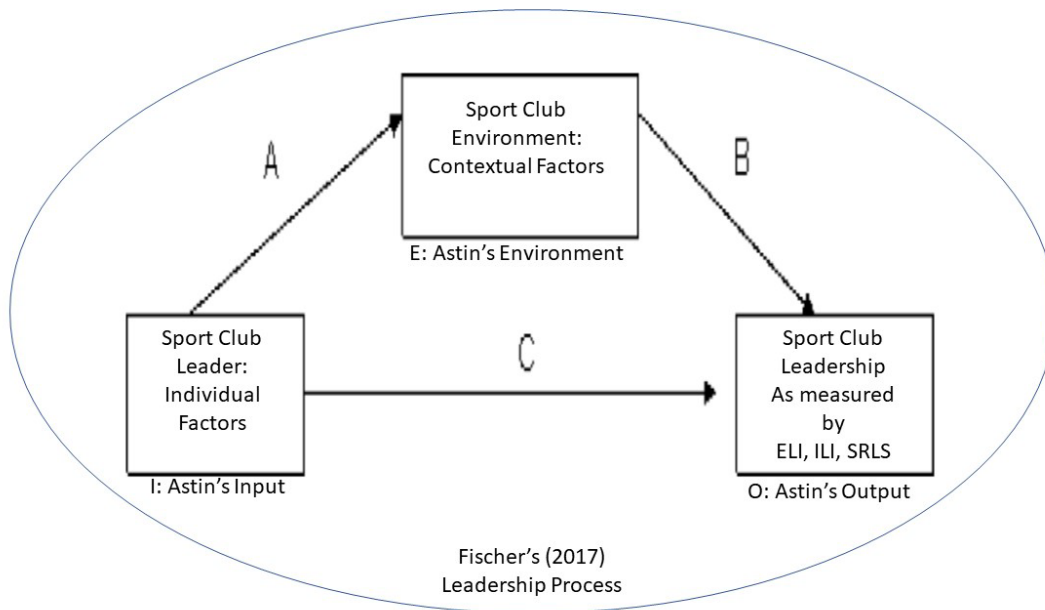 Sport Club
Environment:
Contextual Factors
E: Astin's Environment
A
B
Sport Club
Leader:
Individual
Factors
I: Astin's Input
C
Sport Club
Leadership
As measured
by
ELI, ILI, SRLS
O: Astin's Output
Fischer's (2017)
Leadership Process